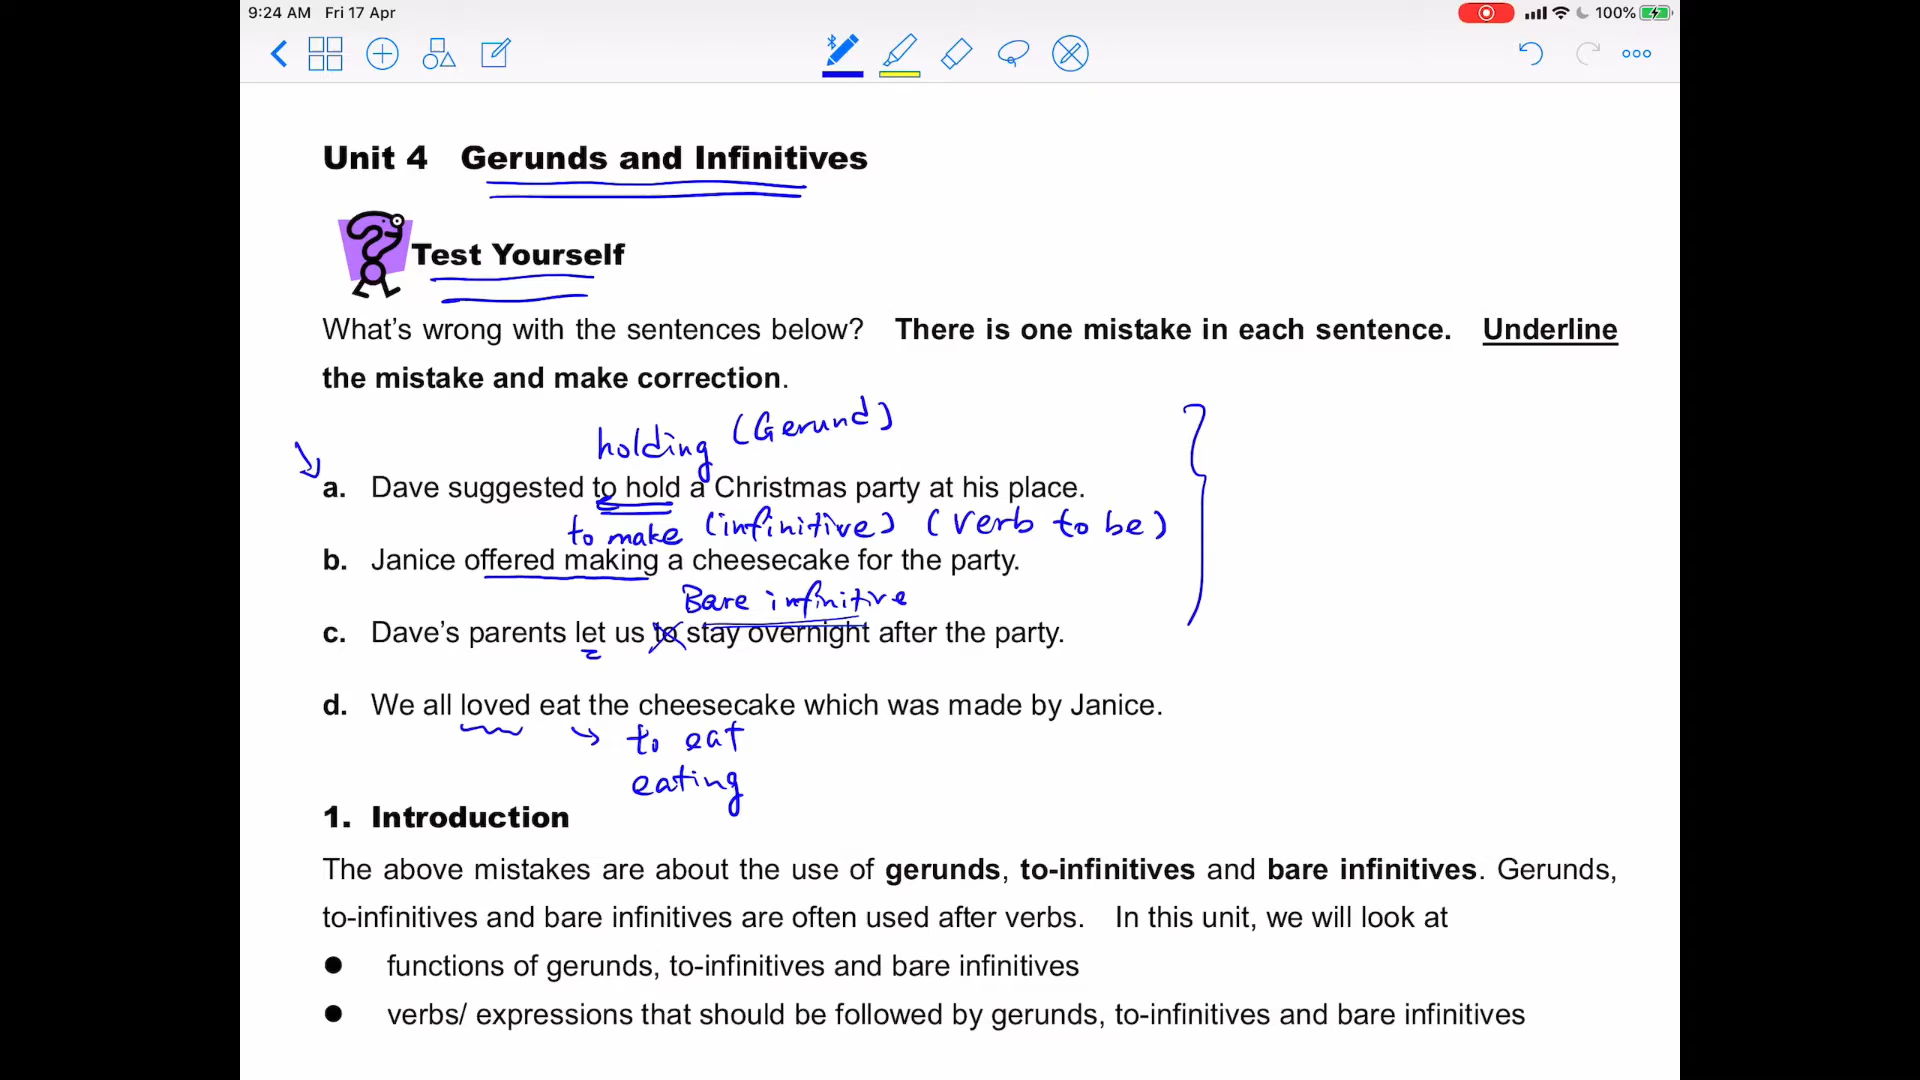 9:24 AM Fri 17 Apr 100%
Unit 4 Gerunds and Infinitives
Test Yourself
What's wrong with the sentences below? There is one mistake in each sentence. Underline
the mistake and make correction.
holding (Gerund)
a. Dave suggested to hold a Christmas party at his place.
to make (infinitive) (verb to be)
b. Janice offered making a cheesecake for the party.
Bare infinitive
c. Dave's parents let us to stay overnight after the party.
d. We all loved eat the cheesecake which was made by Janice.
to eat
eating
1. Introduction
The above mistakes are about the use of gerunds, to-infinitives and bare infinitives. Gerunds,
to-infinitives and bare infinitives are often used after verbs. In this unit, we will look at
● functions of gerunds, to-infinitives and bare infinitives
● verbs/ expressions that should be followed by gerunds, to-infinitives and bare infinitives